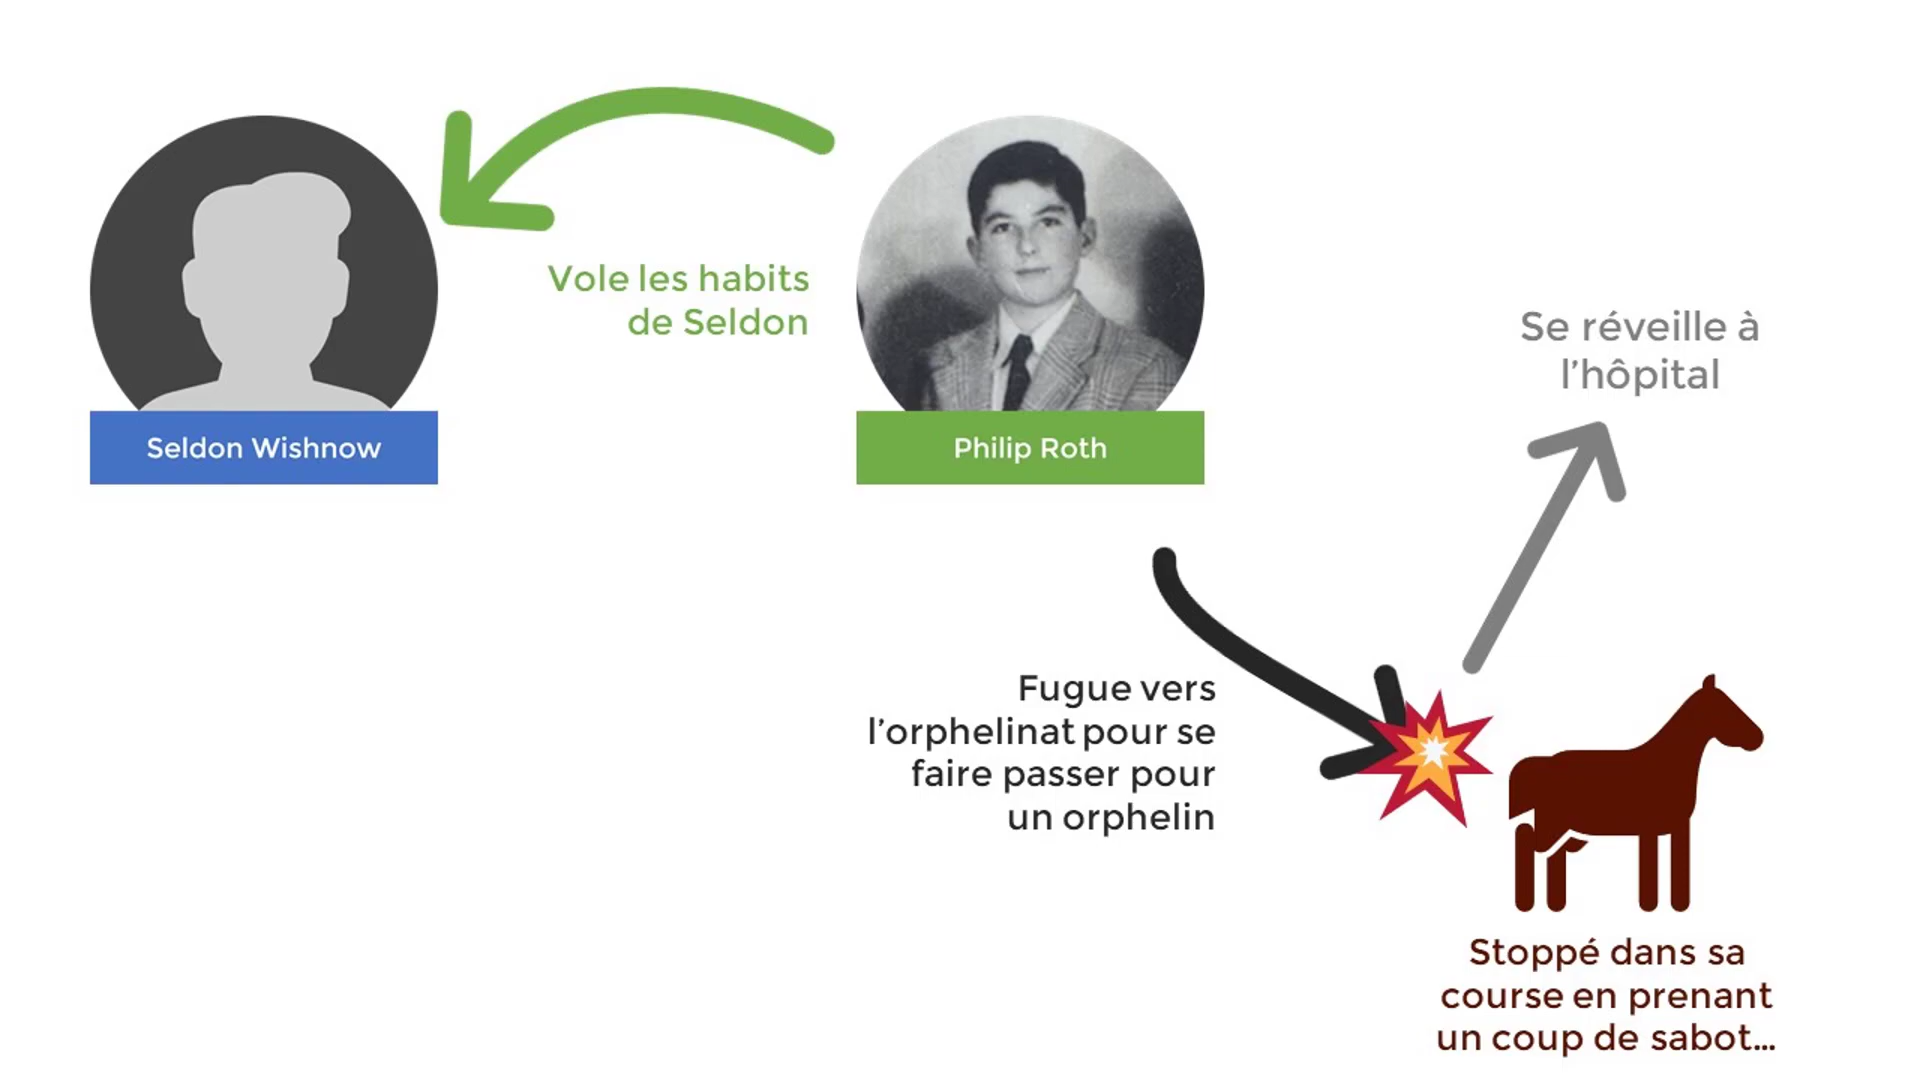 Vole les habits
de Seldon
Seldon Wishnow
Philip Roth
Se réveille à
l'hôpital
Fugue vers
l'orphelinat pour se
faire passer pour
un orphelin
Stoppé dans sa
course en prenant
un coup de sabot...